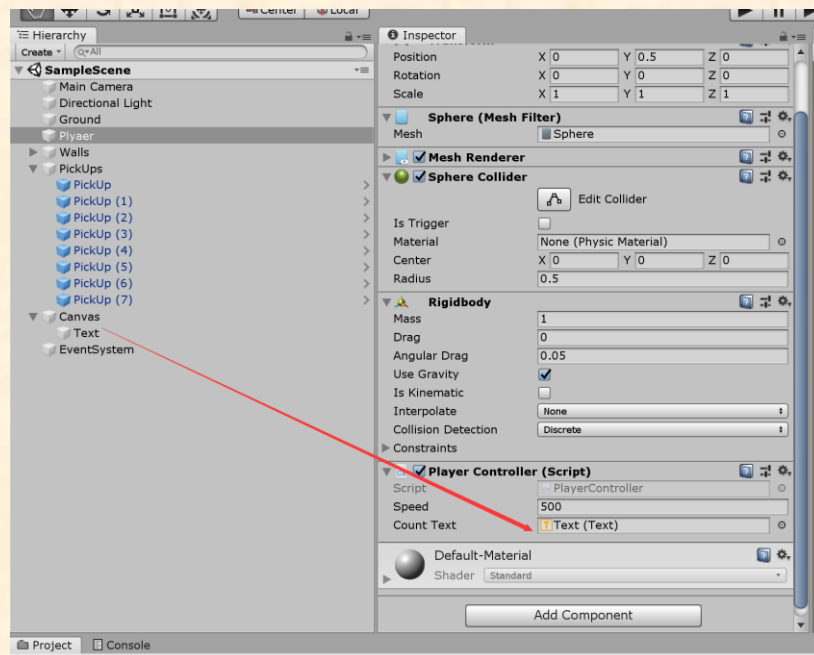 Center Local
Hierarchy
Create Q▾All
SampleScene
Main Camera
Directional Light
Ground
Plyaer
Walls
PickUps
PickUp
PickUp (1)
PickUp (2)
PickUp (3)
PickUp (4)
PickUp (5)
PickUp (6)
PickUp (7)
Canvas
Text
EventSystem
Inspector
Position X 0 Y 0.5 Z 0
Rotation X 0 Y 0 Z 0
Scale X 1 Y 1 Z 1
Sphere (Mesh Filter)
Mesh Sphere
Mesh Renderer
Sphere Collider
Edit Collider
Is Trigger
Material None (Physic Material)
Center X 0 Y 0 Z 0
Radius 0.5
Rigidbody
Mass 1
Drag 0
Angular Drag 0.05
Use Gravity
Is Kinematic
Interpolate None
Collision Detection Discrete
Constraints
Player Controller (Script)
Script PlayerController
Speed 500
Count Text Text (Text)
Default-Material
Shader Standard
Add Component
Project Console